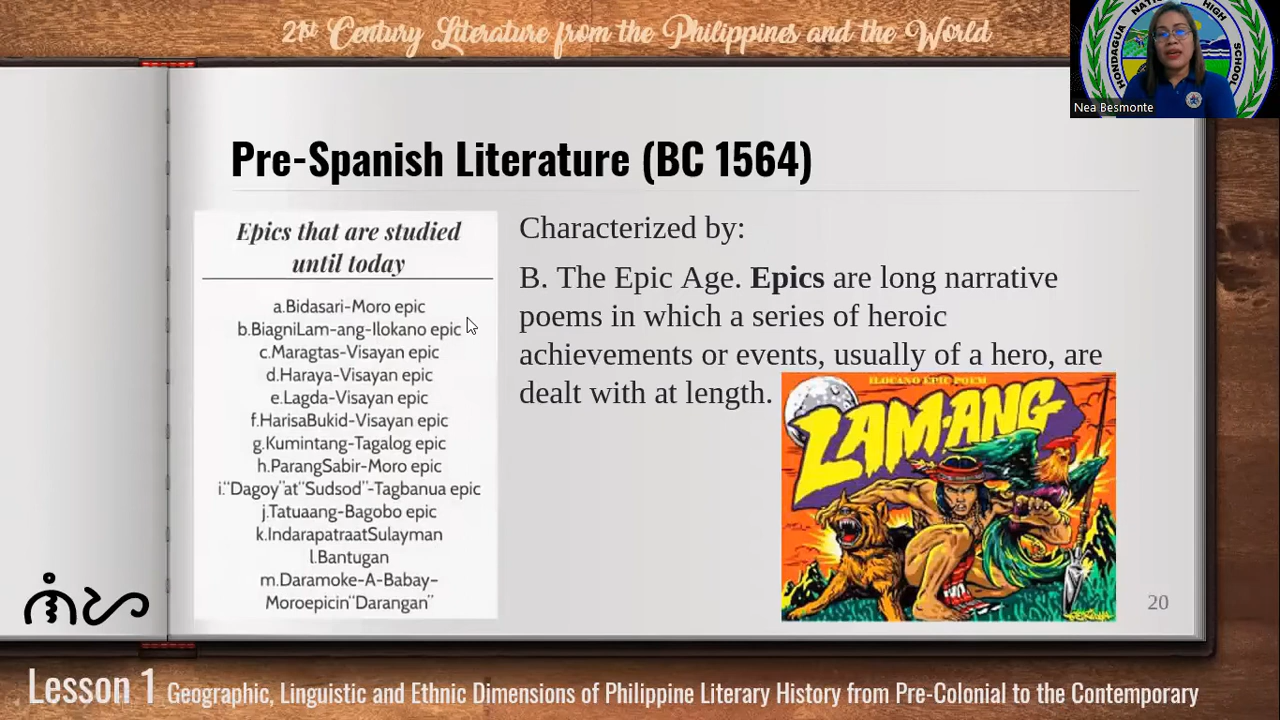 21st Century Literature from the Philippines and the World
HONDAGUA NATIONAL HIGH SCHOOL
Nea Besmonte
Pre-Spanish Literature (BC 1564)
Epics that are studied
until today
a.Bidasari-Moro epic
b.BiagniLam-ang-Ilokano epic
c.Maragtas-Visayan epic
d.Haraya-Visayan epic
e.Lagda-Visayan epic
f.HarisaBukid-Visayan epic
g.Kumintang-Tagalog epic
h.ParangSabir-Moro epic
i."Dagoy"at"Sudsod"-Tagbanua epic
j.Tatuaang-Bagobo epic
k.IndarapatraatSulayman
l.Bantugan
m.Daramoke-A-Babay–
Moroepicin"Darangan"
Characterized by:
B. The Epic Age. Epics are long narrative
poems in which a series of heroic
achievements or events, usually of a hero, are
dealt with at length.
ILOCANO EPIC POEM
LAM-ANG
20
Lesson 1 Geographic, Linguistic and Ethnic Dimensions of Philippine Literary History from Pre-Colonial to the Contemporary